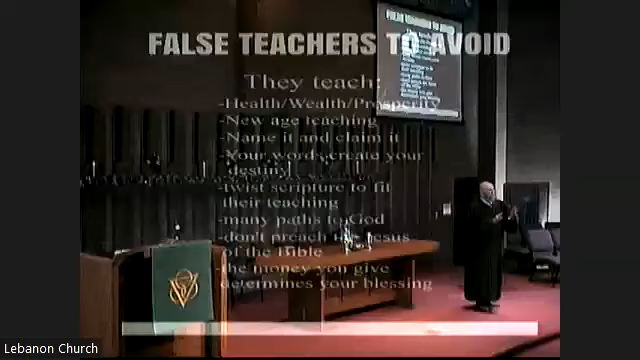 FALSE TEACHERS TO AVOID
They teach:
-Health/Wealth/Prosperity
-New age teaching
-Name it and claim it
-Your words create your
destiny
-twist scripture to fit
their teaching
-many paths to God
-don't preach the Jesus
of the Bible
-the money you give
determines your blessing
Lebanon Church